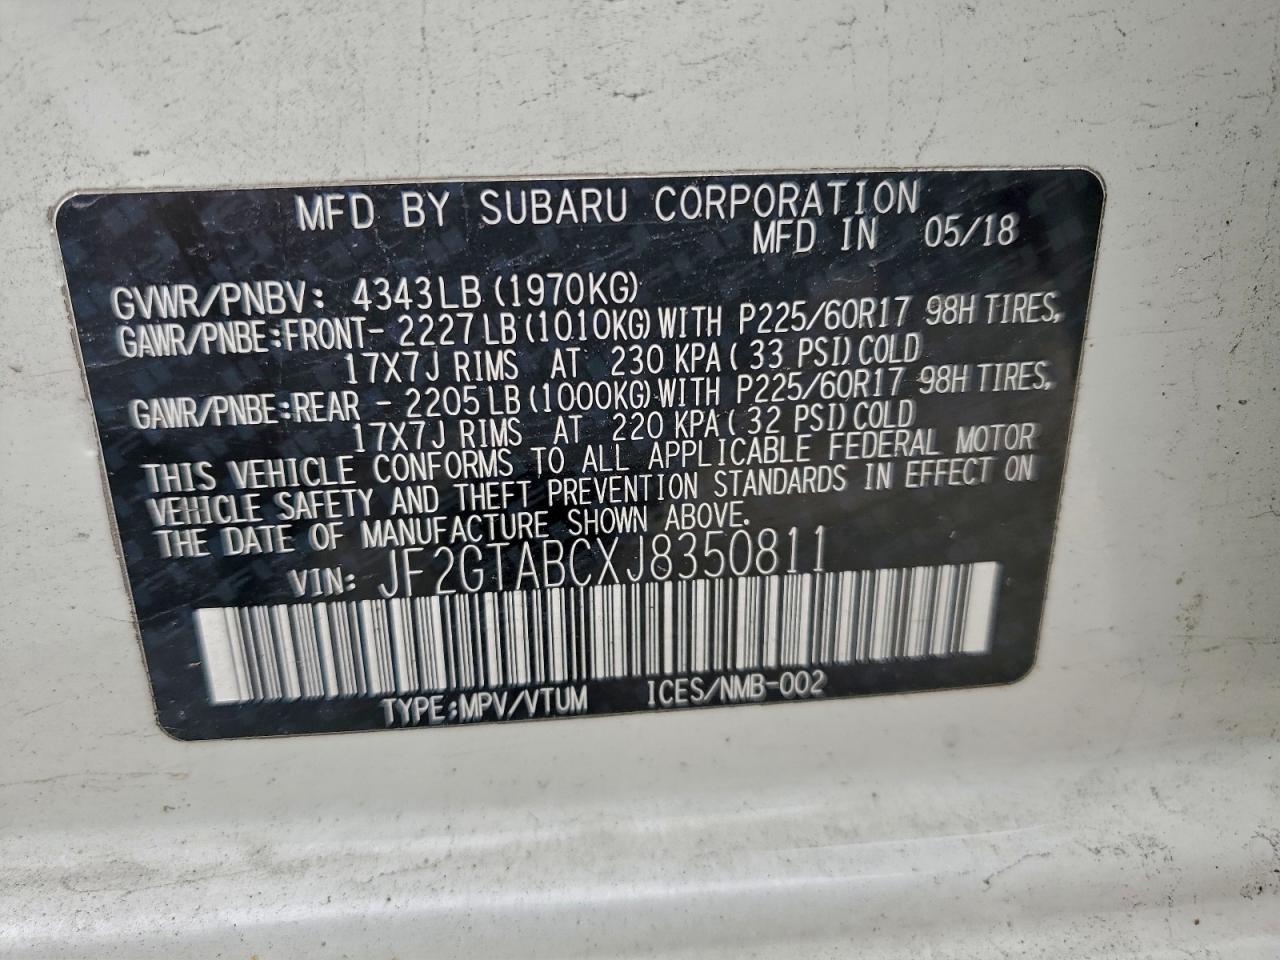 MFD BY SUBARU CORPORATION
MFD IN 05/18
GVWR/PNBV: 4343LB (1970KG)
GAWR/PNBE:FRONT- 2227 LB (1010KG) WITH P225/60R17 98H TIRES,
17X7J RIMS AT 230 KPA ( 33 PSI) COLD
GAWR/PNBE:REAR - 2205 LB (1000KG) WITH P225/60R17 98H TIRES,
17X7J RIMS AT 220 KPA ( 32 PSI) COLD
THIS VEHICLE CONFORMS TO ALL APPLICABLE FEDERAL MOTOR
VEHICLE SAFETY AND THEFT PREVENTION STANDARDS IN EFFECT ON
THE DATE OF MANUFACTURE SHOWN ABOVE.
VIN: JF2GTABCXJ8350811
TYPE:MPV/VTUM ICES/NMB-002